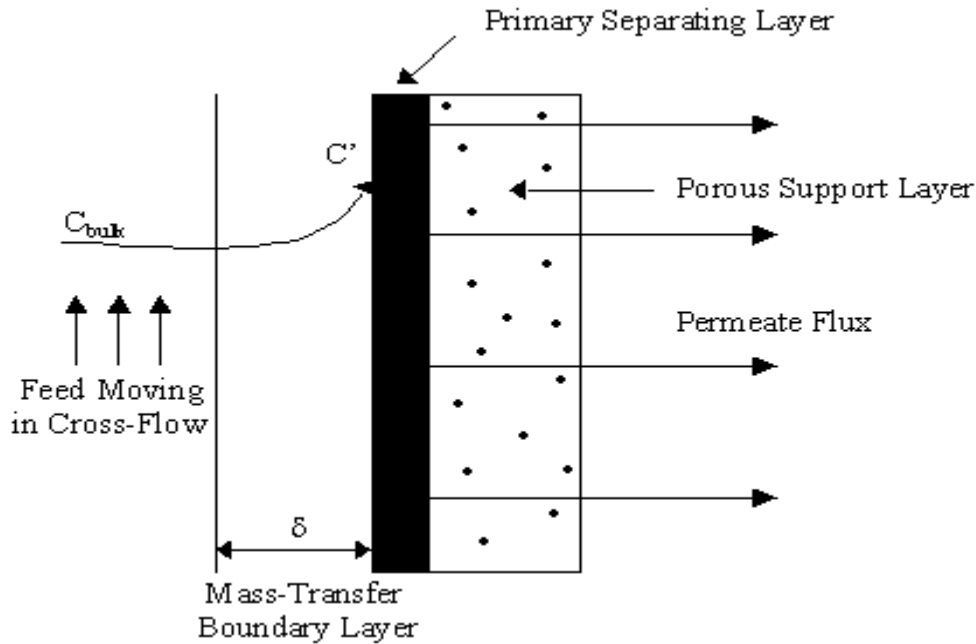 Primary Separating Layer
C'
Porous Support Layer
C_bulk
Permeate Flux
Feed Moving
in Cross-Flow
δ
Mass-Transfer
Boundary Layer